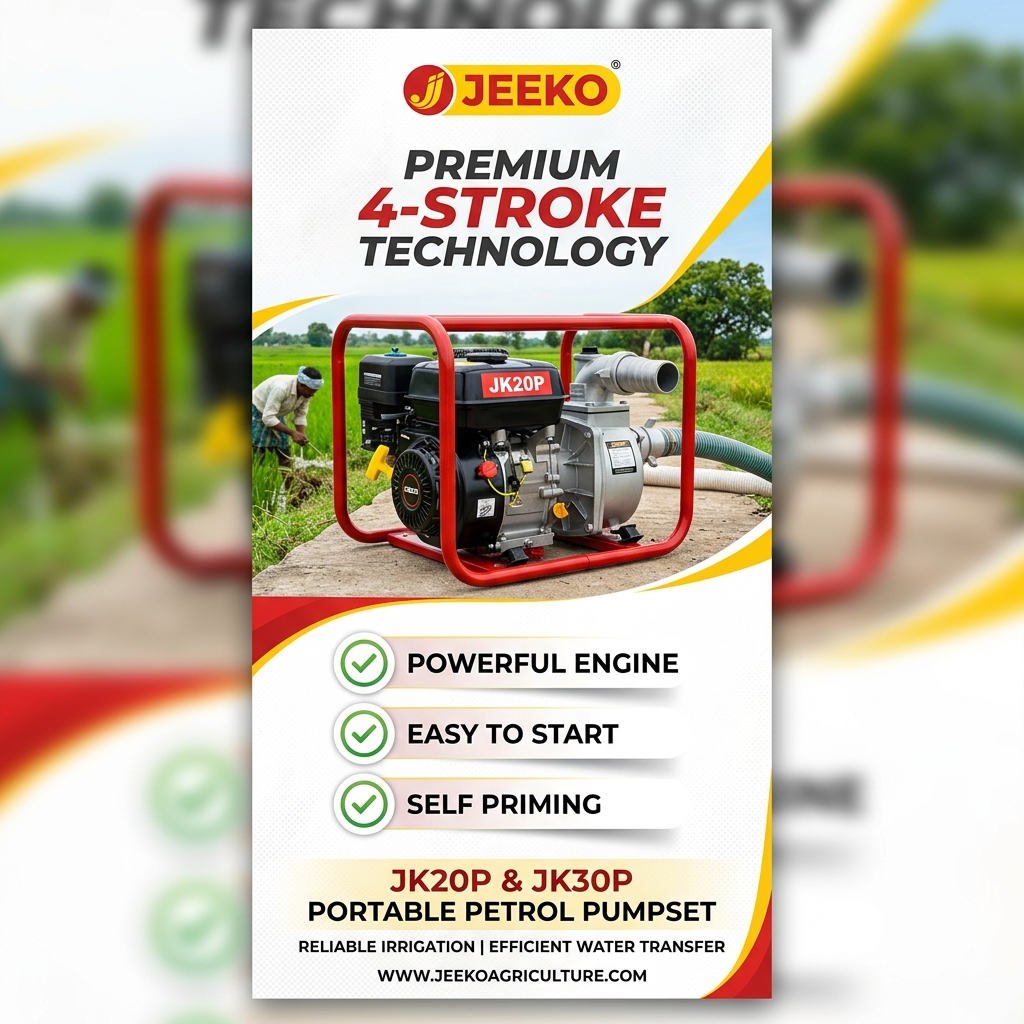 TECHNOLOGY
JEEKO
PREMIUM
4-STROKE
TECHNOLOGY
JK20P
POWERFUL ENGINE
EASY TO START
SELF PRIMING
JK20P & JK30P
PORTABLE PETROL PUMPSET
RELIABLE IRRIGATION | EFFICIENT WATER TRANSFER
WWW.JEEKOAGRICULTURE.COM